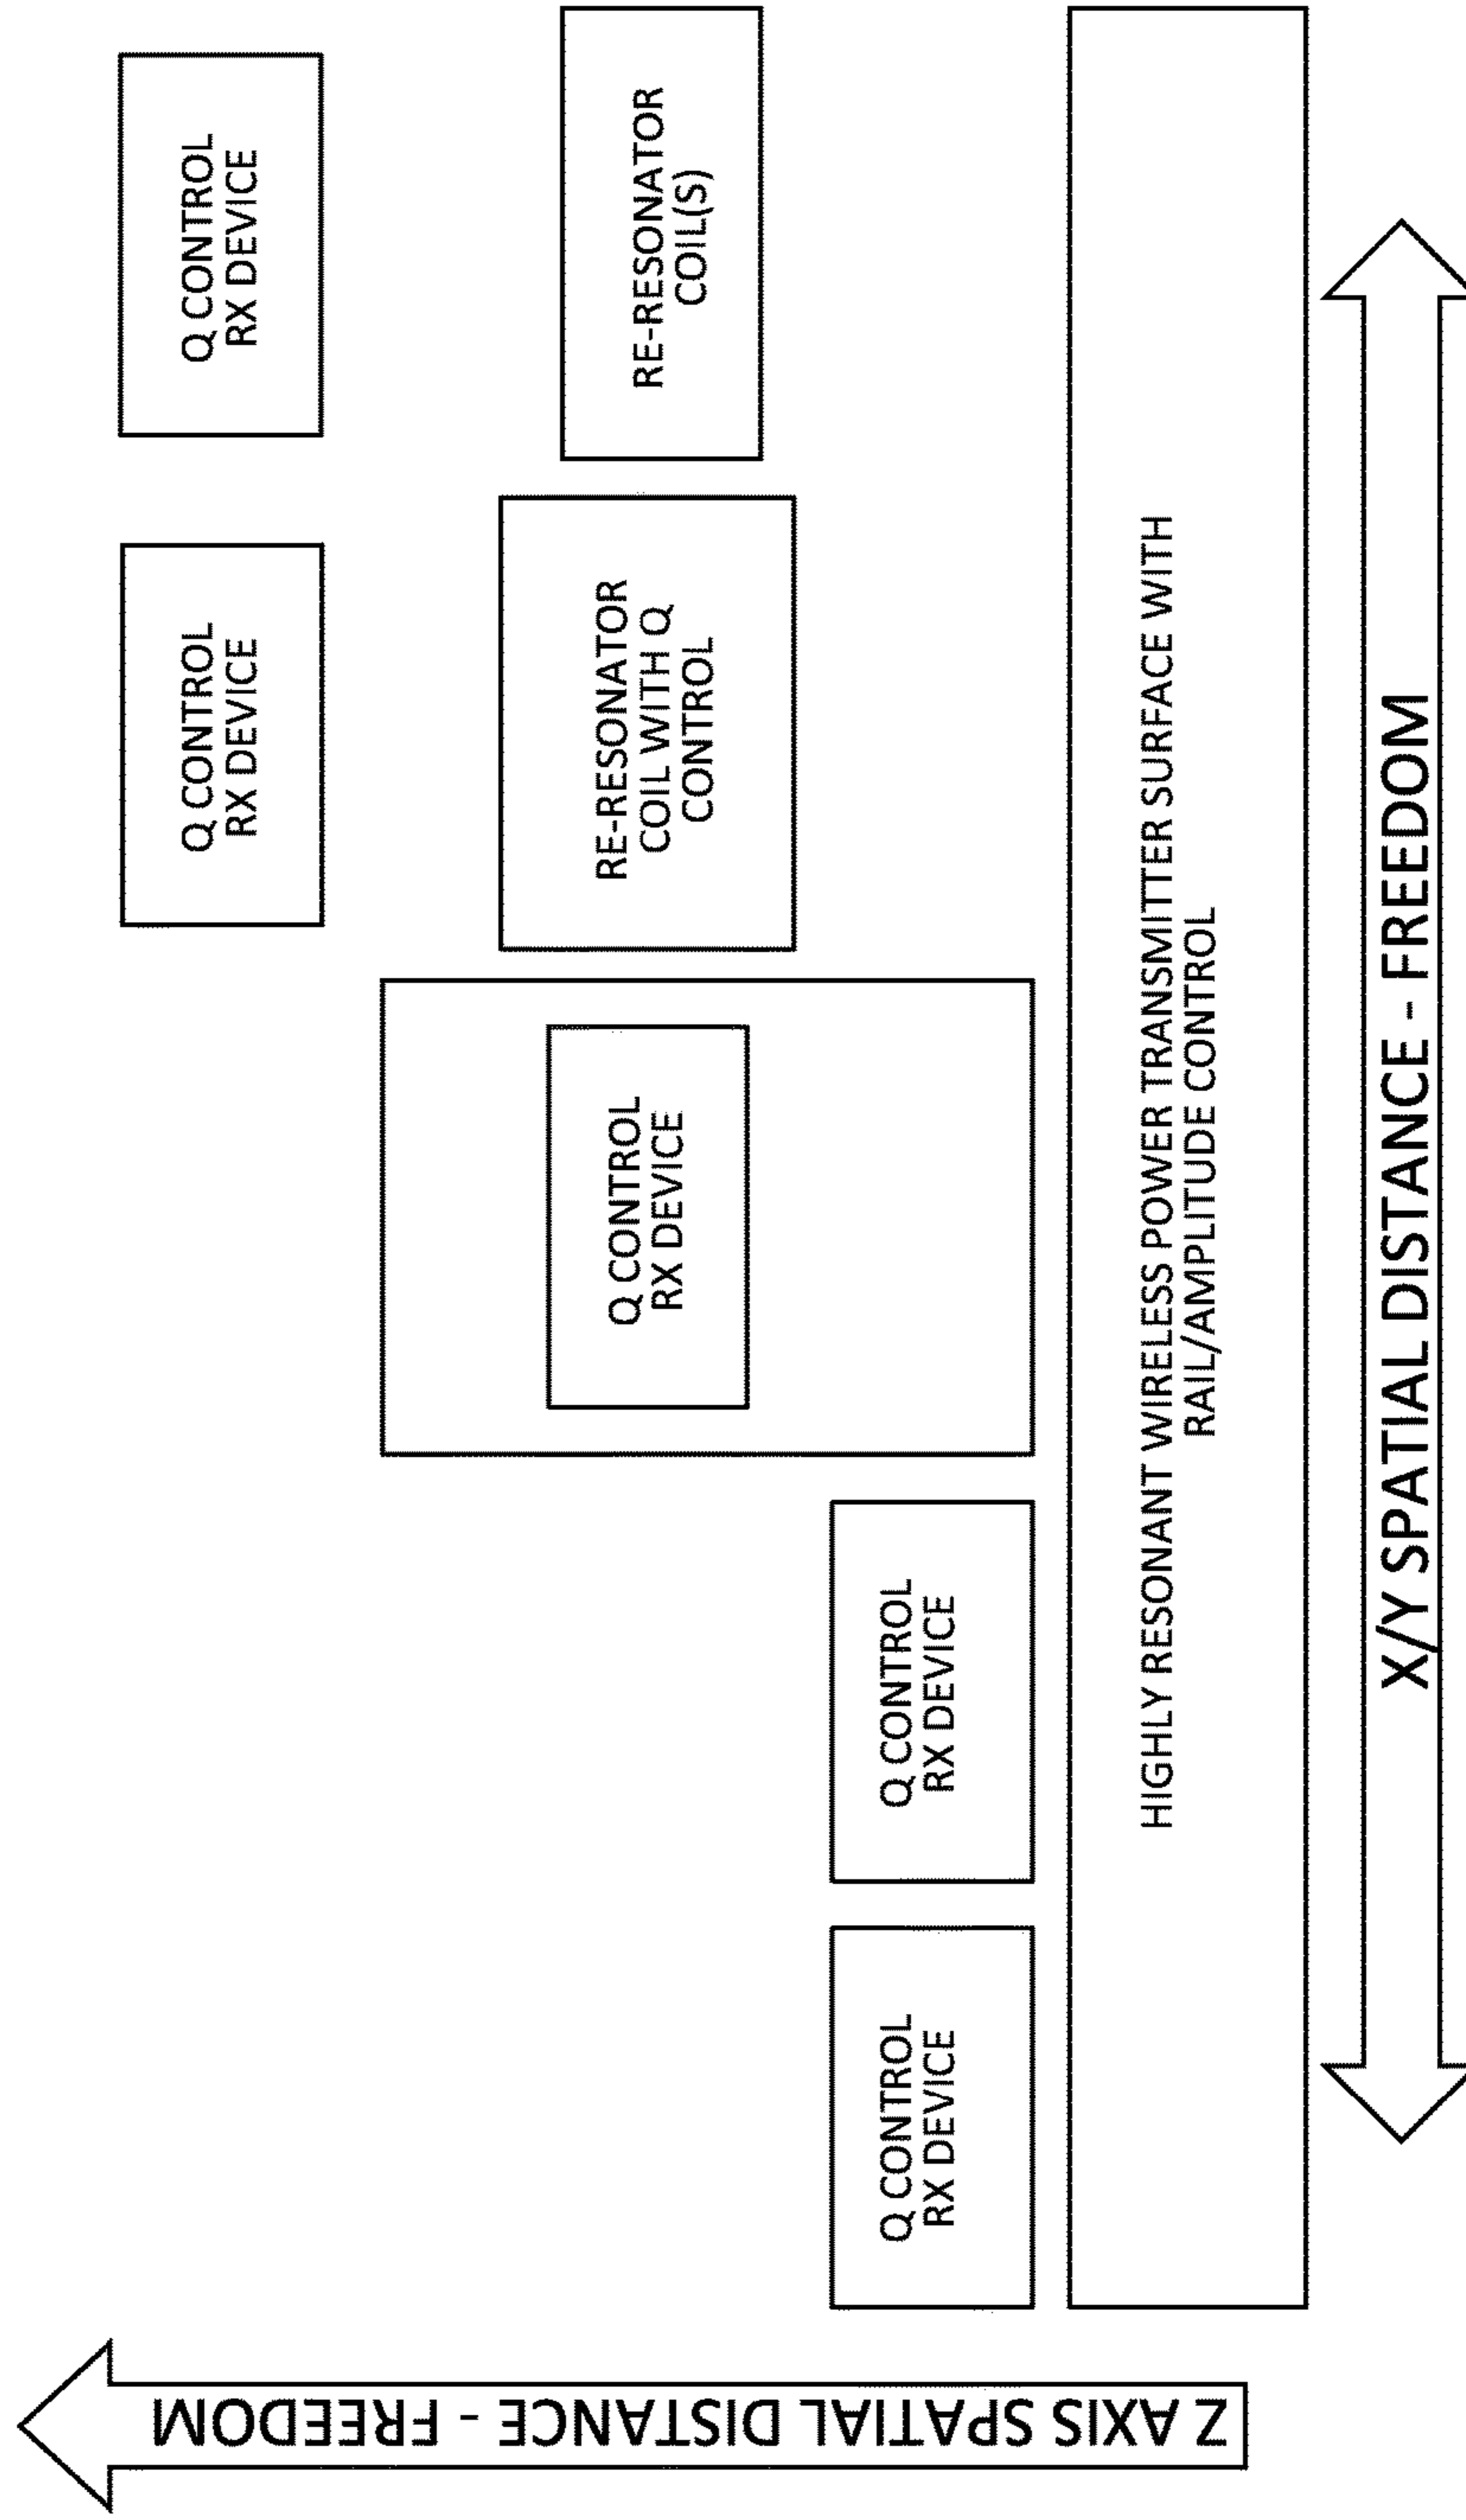 Q CONTROL
RX DEVICE
Q CONTROL
RX DEVICE
Q CONTROL
RX DEVICE
RE-RESONATOR
COIL WITH Q
CONTROL
RE-RESONATOR
COIL(S)
Q CONTROL
RX DEVICE
Q CONTROL
RX DEVICE
HIGHLY RESONANT WIRELESS POWER TRANSMITTER SURFACE WITH
RAIL/AMPLITUDE CONTROL
X/Y SPATIAL DISTANCE - FREEDOM
Z AXIS SPATIAL DISTANCE - FREEDOM